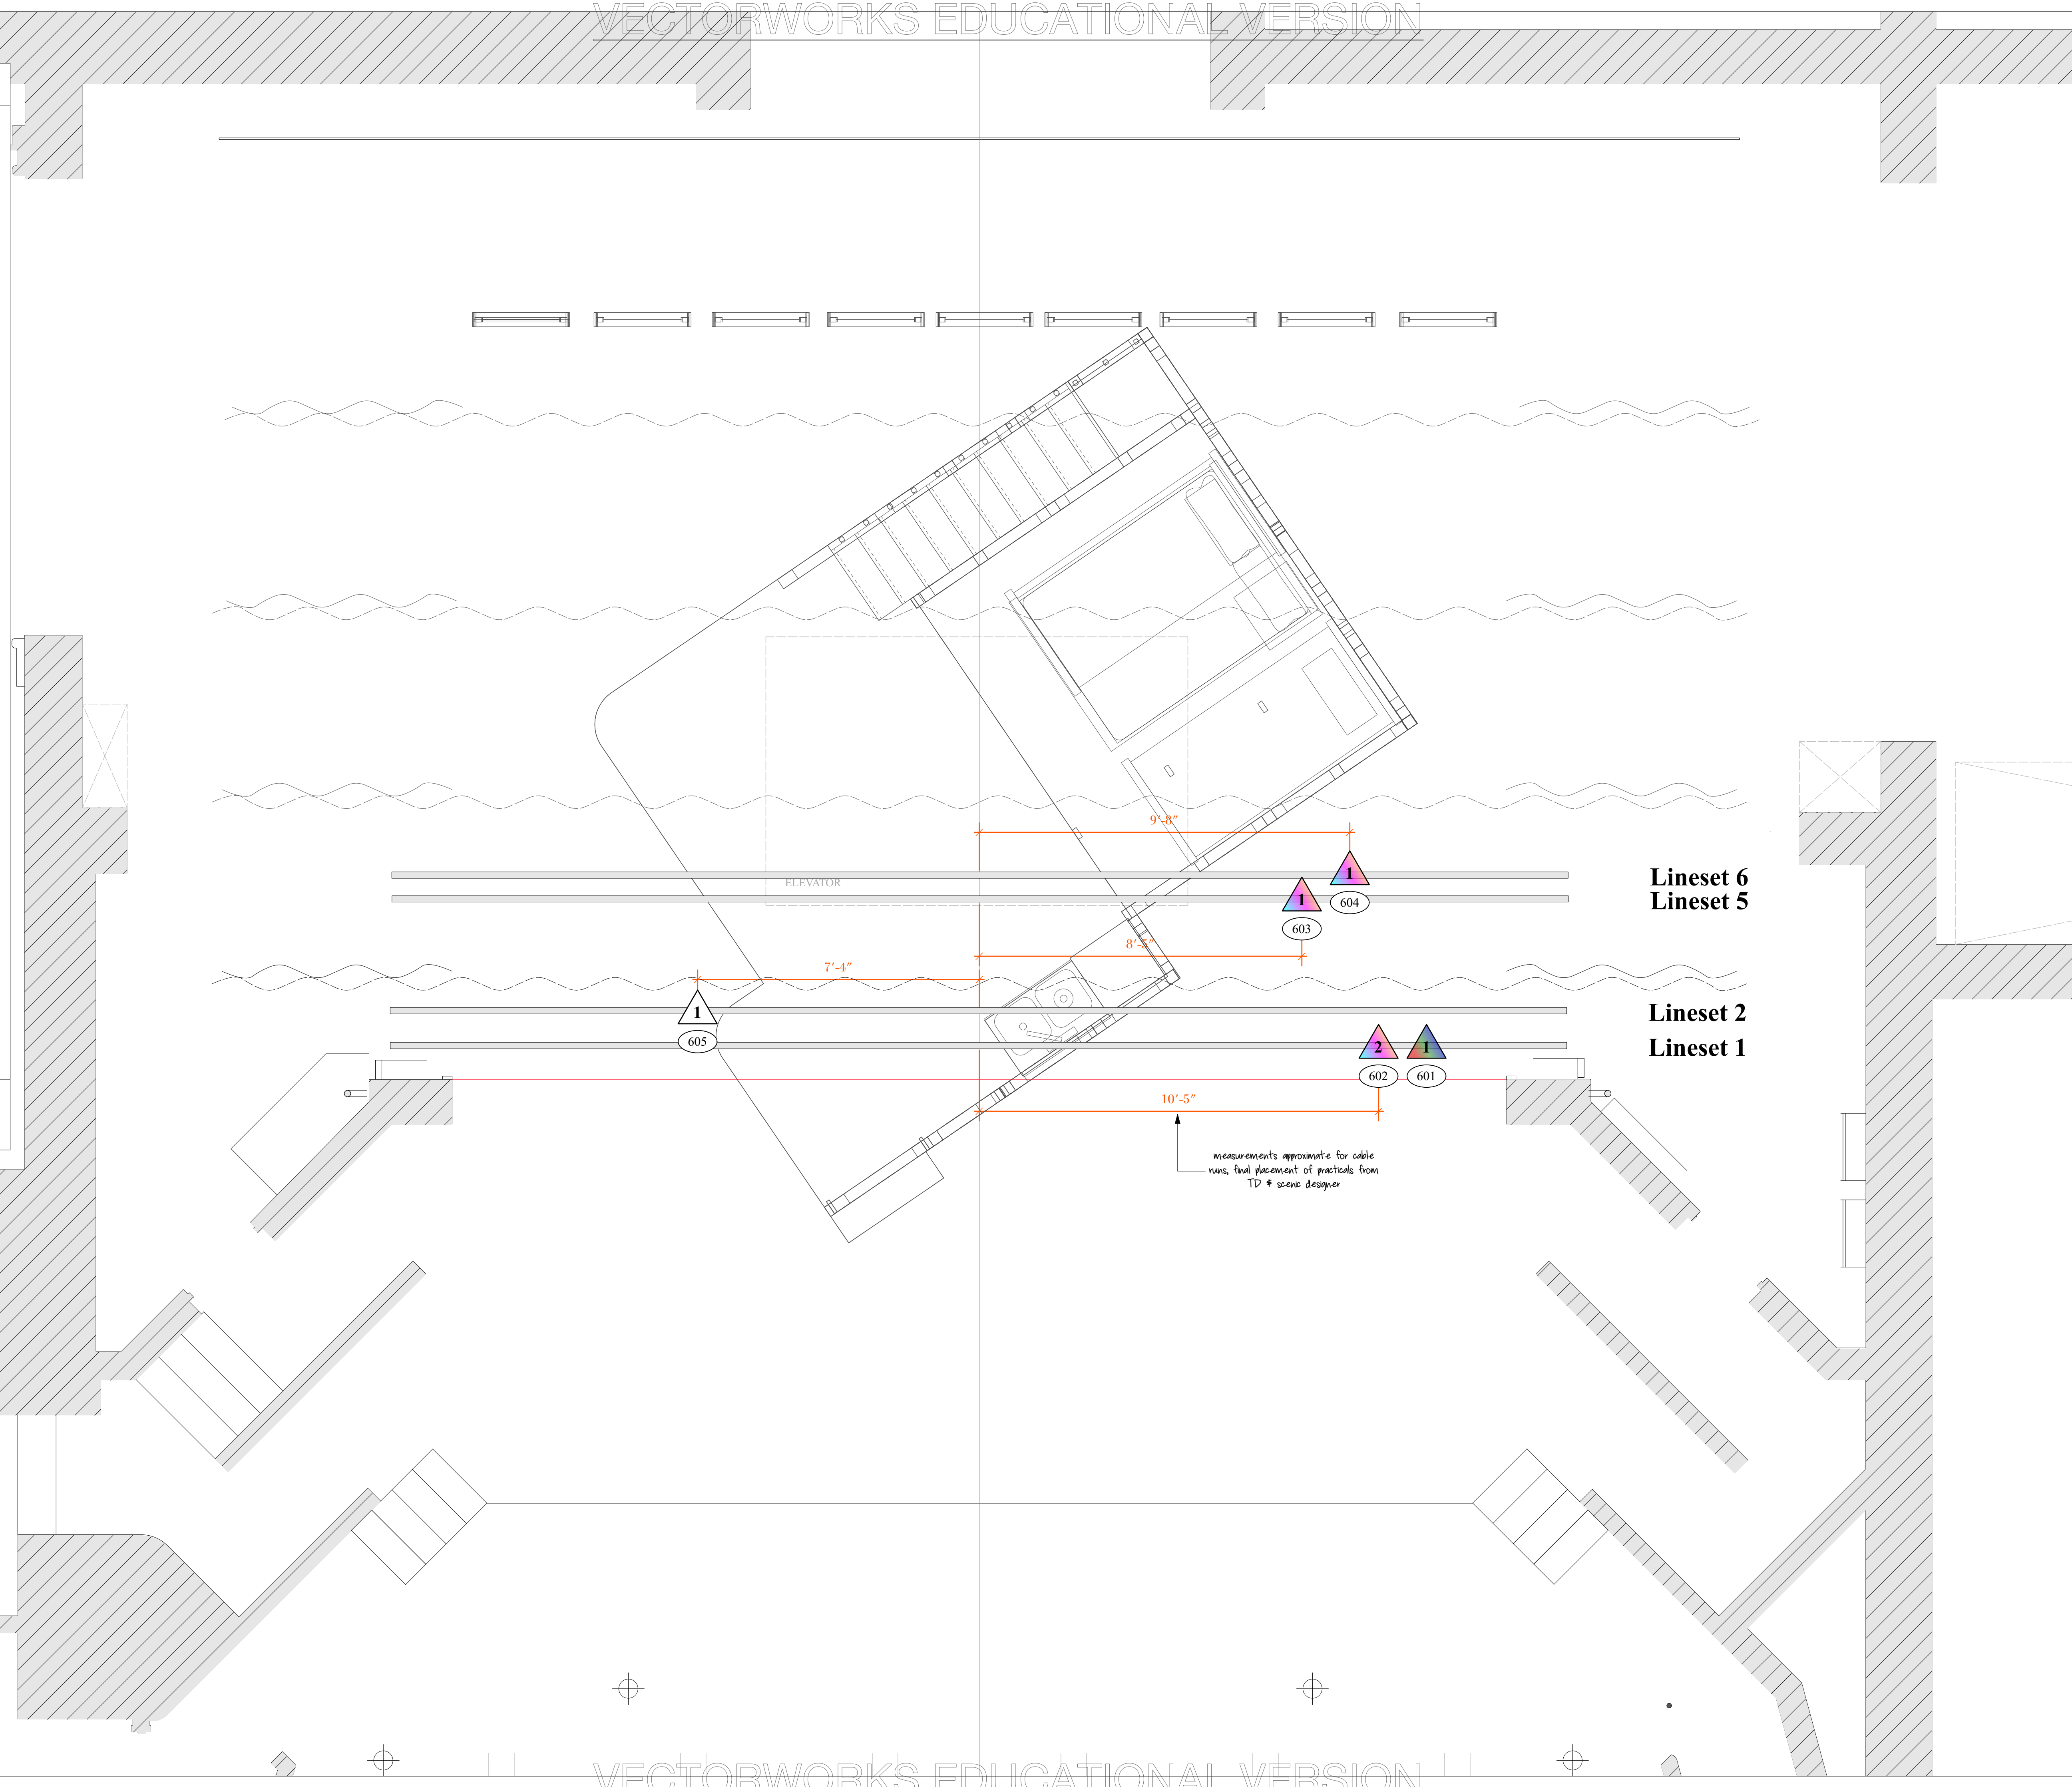 VECTORWORKS EDUCATIONAL VERSION
9'-8"
1
Lineset 6
ELEVATOR
1
604
Lineset 5
603
8'-5"
7'-4"
1
Lineset 2
605
2
1
Lineset 1
602
601
10'-5"
measurements approximate for cable
runs, final placement of practicals from
TD & scenic designer
VECTORWORKS EDUCATIONAL VERSION